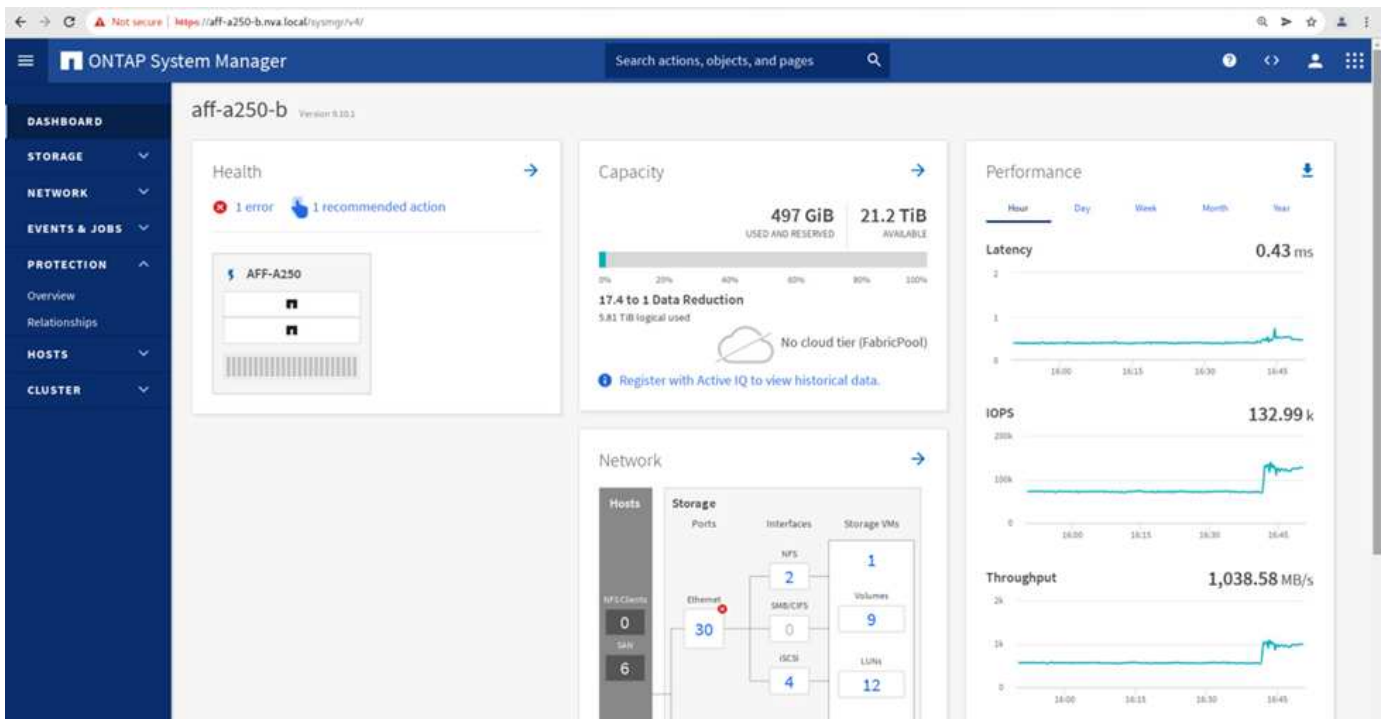 Not secure | https://aff-a250-b.nva.local/sysmgr/v4/
ONTAP System Manager
Search actions, objects, and pages
DASHBOARD
STORAGE
NETWORK
EVENTS & JOBS
PROTECTION
Overview
Relationships
HOSTS
CLUSTER
aff-a250-b Version 9.10.1
Health
1 error 1 recommended action
AFF-A250
Capacity
497 GiB 21.2 TiB
USED AND RESERVED AVAILABLE
0% 20% 40% 60% 80% 100%
17.4 to 1 Data Reduction
5.81 TiB logical used
No cloud tier (FabricPool)
Register with Active IQ to view historical data.
Network
Hosts
Storage
Ports Interfaces Storage VMs
NFS
1
2
NFS Clients
Ethernet
SMB/CIFS
Volumes
0
30
0
9
SAN
iSCSI
LUNs
6
4
12
Performance
Hour Day Week Month Year
Latency 0.43 ms
2
1
0
16:00 16:15 16:30 16:45
IOPS 132.99 k
200k
100k
0
16:00 16:15 16:30 16:45
Throughput 1,038.58 MB/s
2k
1k
0
16:00 16:15 16:30 16:45